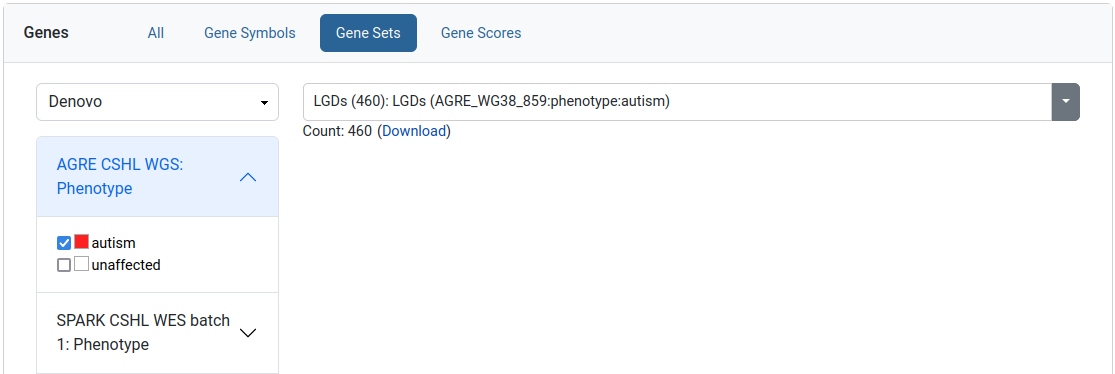 Genes All Gene Symbols Gene Sets Gene Scores
Denovo
LGDs (460): LGDs (AGRE_WG38_859:phenotype:autism)
Count: 460 (Download)
AGRE CSHL WGS:
Phenotype
autism
unaffected
SPARK CSHL WES batch
1: Phenotype